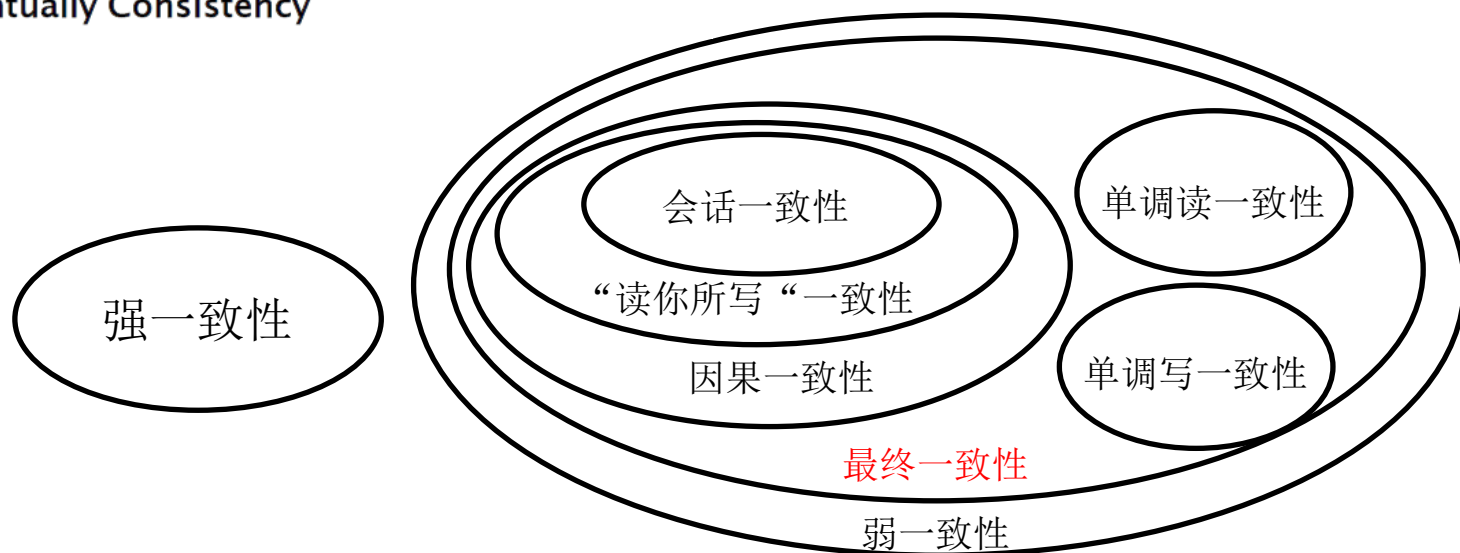 ntually Consistency
会话一致性
单调读一致性
“读你所写“一致性
强一致性
因果一致性
单调写一致性
最终一致性
弱一致性